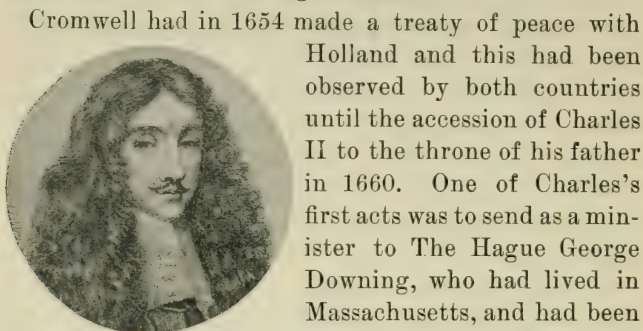 Cromwell had in 1654 made a treaty of peace with
Holland and this had been
observed by both countries
until the accession of Charles
II to the throne of his father
in 1660. One of Charles's
first acts was to send as a min-
ister to The Hague George
Downing, who had lived in
Massachusetts, and had been